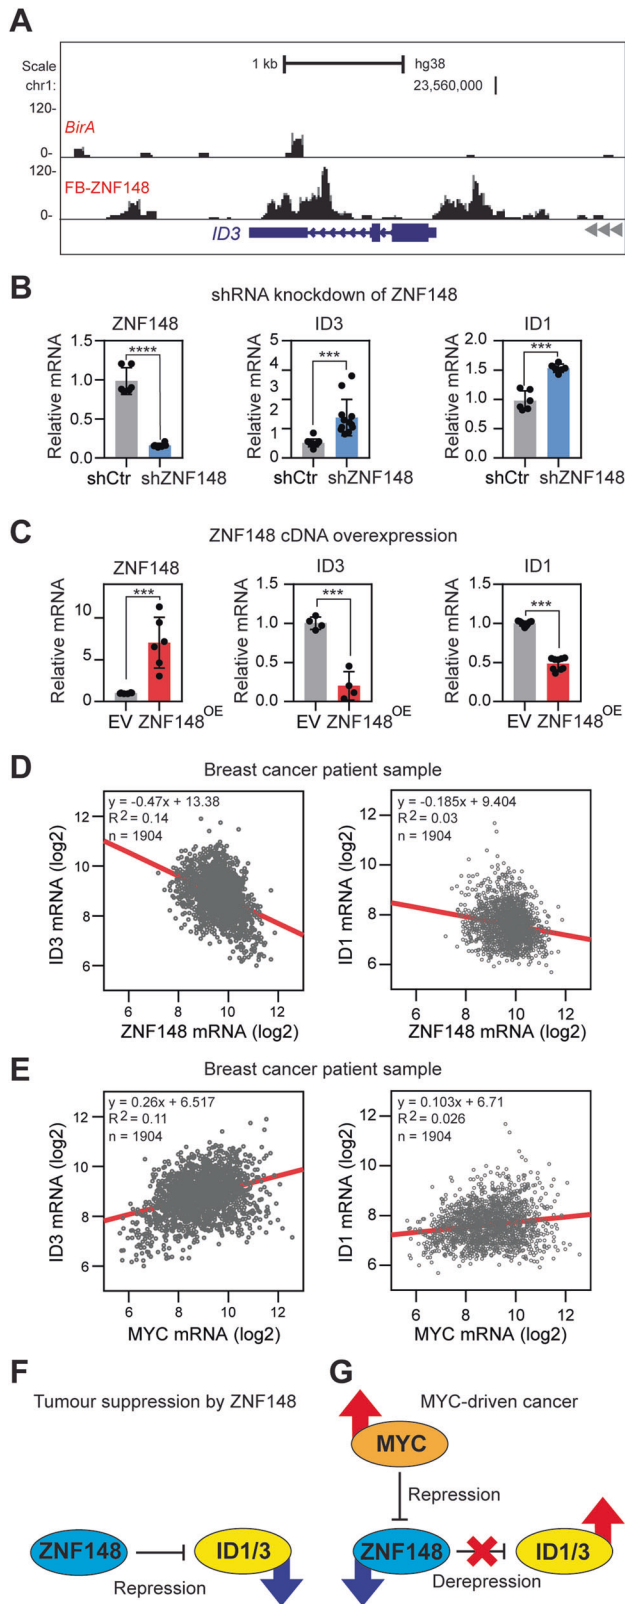 A
Scale
1 kb
hg38
chr1:
23,560,000
120-
BirA
0-
120-
FB-ZNF148
0-
ID3
B
shRNA knockdown of ZNF148
ZNF148
ID3
ID1
Relative mRNA
1.5
1.0
0.5
0.0
****
shCtr shZNF148
Relative mRNA
5
4
3
2
1
0
***
shCtr shZNF148
Relative mRNA
2.0
1.5
1.0
0.5
0.0
***
shCtr shZNF148
C
ZNF148 cDNA overexpression
ZNF148
ID3
ID1
Relative mRNA
10
5
0
***
EV ZNF148OE
Relative mRNA
1.5
1.0
0.5
0.0
***
EV ZNF148OE
Relative mRNA
1.5
1.0
0.5
0.0
***
EV ZNF148OE
D
Breast cancer patient sample
y = -0.47x + 13.38
R2 = 0.14
n = 1904
ID3 mRNA (log2)
12
10
8
6
6 8 10 12
ZNF148 mRNA (log2)
y = -0.185x + 9.404
R2 = 0.03
n = 1904
ID1 mRNA (log2)
12
10
8
6
6 8 10 12
ZNF148 mRNA (log2)
E
Breast cancer patient sample
y = 0.26x + 6.517
R2 = 0.11
n = 1904
ID3 mRNA (log2)
12
10
8
6
6 8 10 12
MYC mRNA (log2)
y = 0.103x + 6.71
R2 = 0.026
n = 1904
ID1 mRNA (log2)
12
10
8
6
6 8 10 12
MYC mRNA (log2)
F
Tumour suppression by ZNF148
ZNF148
ID1/3
Repression
G
MYC-driven cancer
MYC
Repression
ZNF148
ID1/3
Derepression